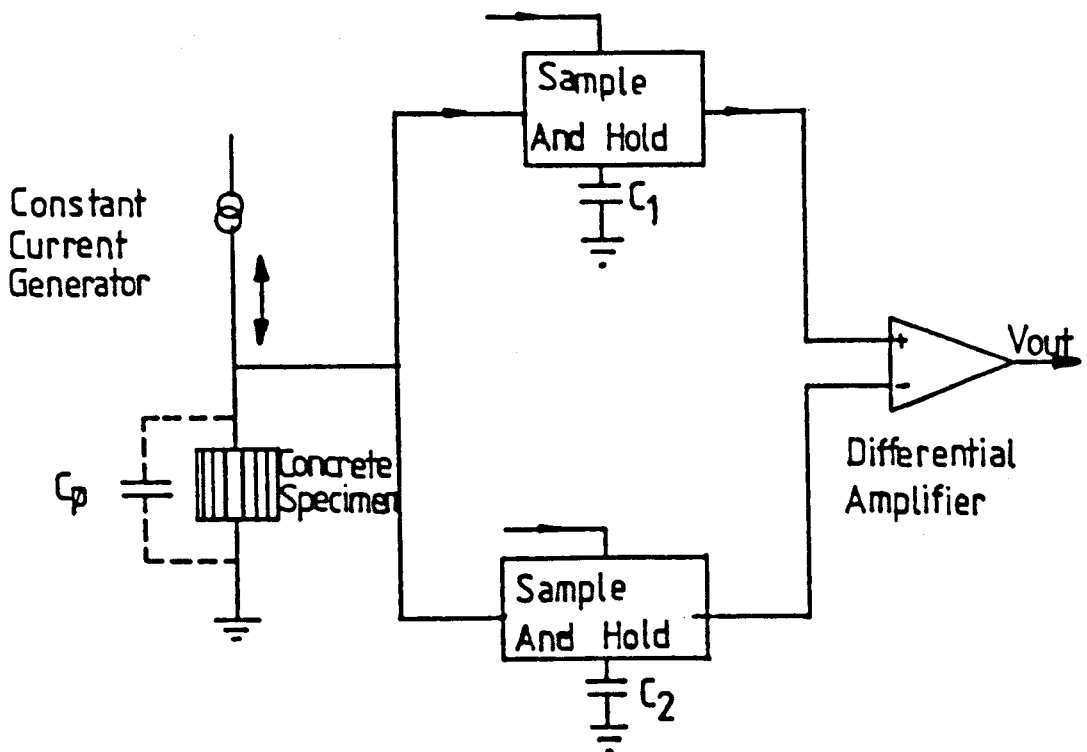 Sample
And Hold
C1
Constant
Current
Generator
+
Vout
-
Differential
Amplifier
Cp
Concrete
Specimen
Sample
And Hold
C2